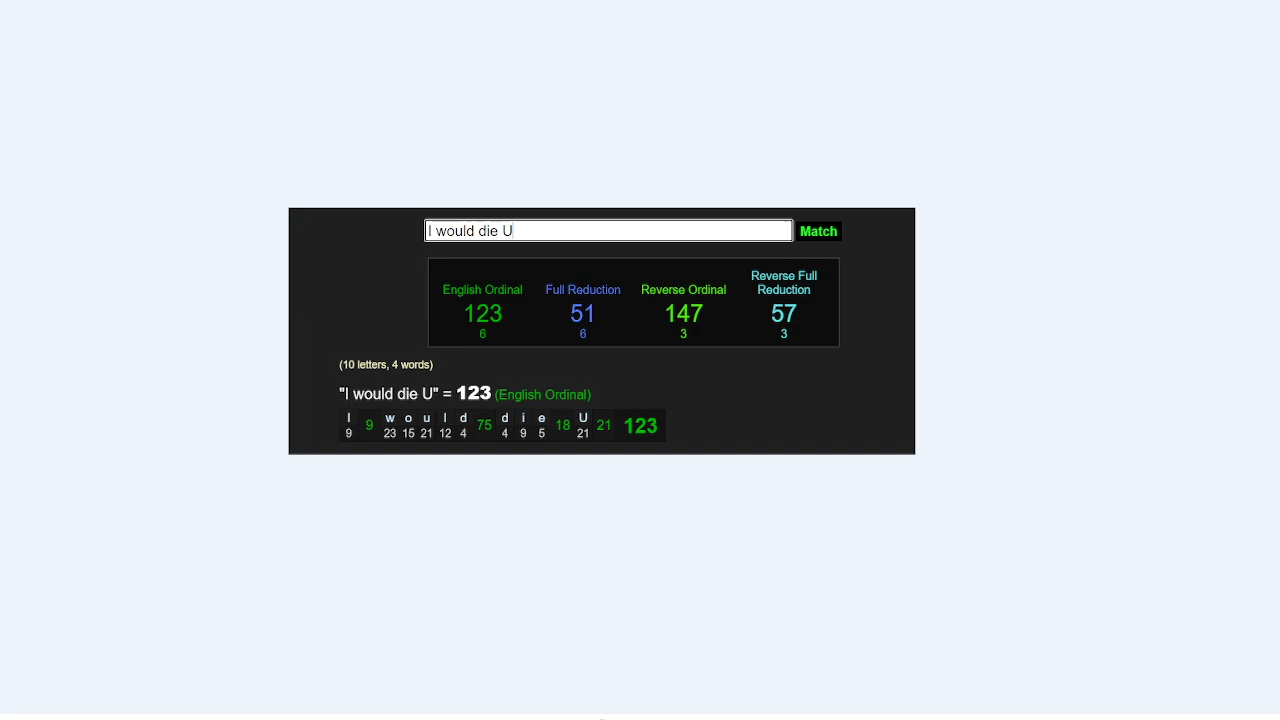 I would die U Match
English Ordinal Full Reduction Reverse Ordinal Reverse Full Reduction
123 51 147 57
6 6 3 3
(10 letters, 4 words)
"I would die U" = 123 (English Ordinal)
I 9 w o u l d 75 d i e 18 U 21 123
9 23 15 21 12 4 4 9 5 21